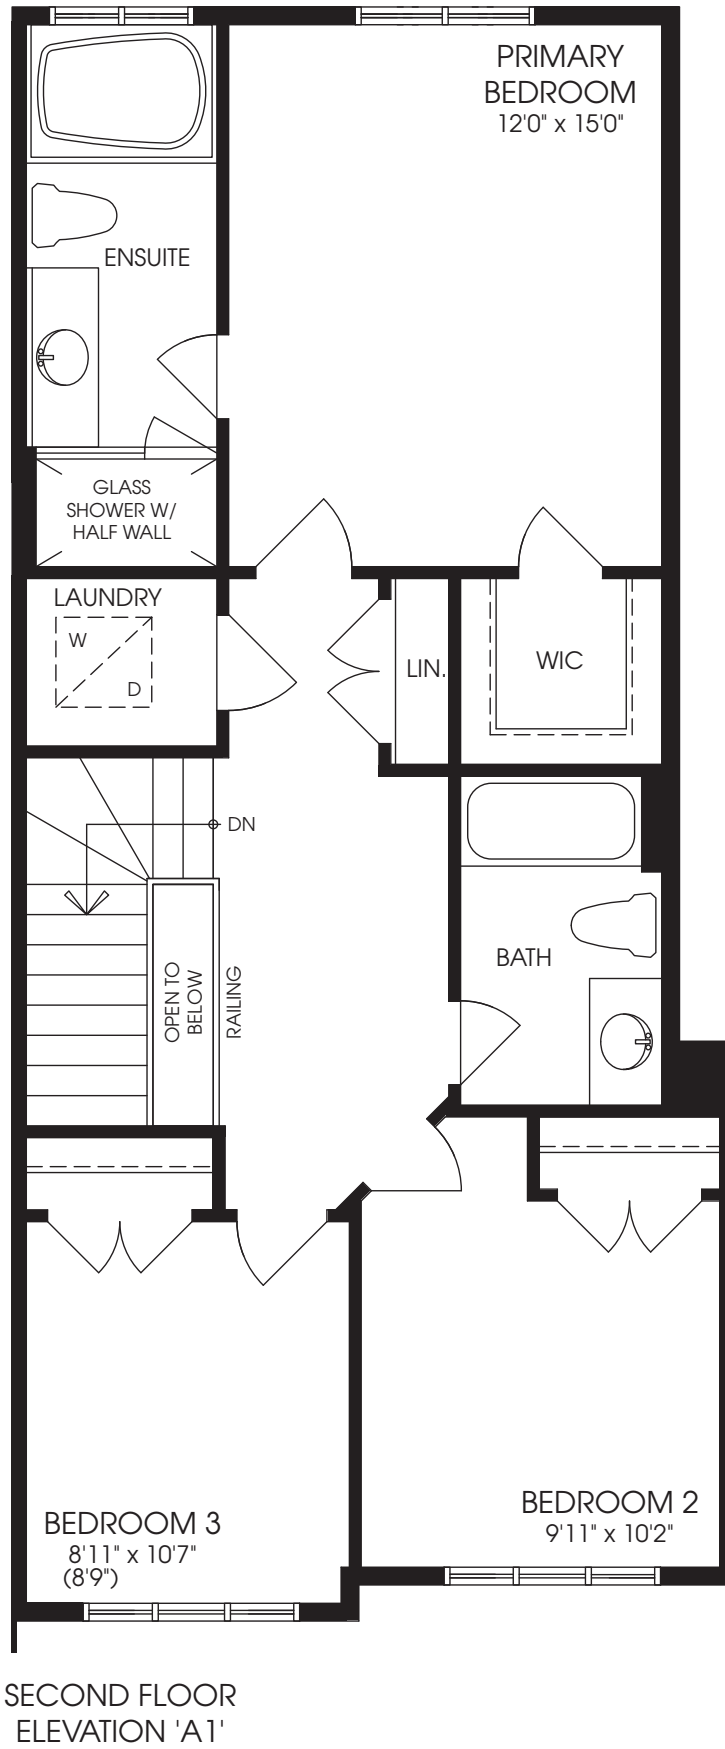 PRIMARY
BEDROOM
12'0" x 15'0"
ENSUITE
GLASS
SHOWER W/
HALF WALL
LAUNDRY
W
D
LIN.
WIC
DN
OPEN TO
BELOW
RAILING
BATH
BEDROOM 2
9'11" x 10'2"
BEDROOM 3
8'11" x 10'7"
(8'9")
SECOND FLOOR
ELEVATION 'A1'